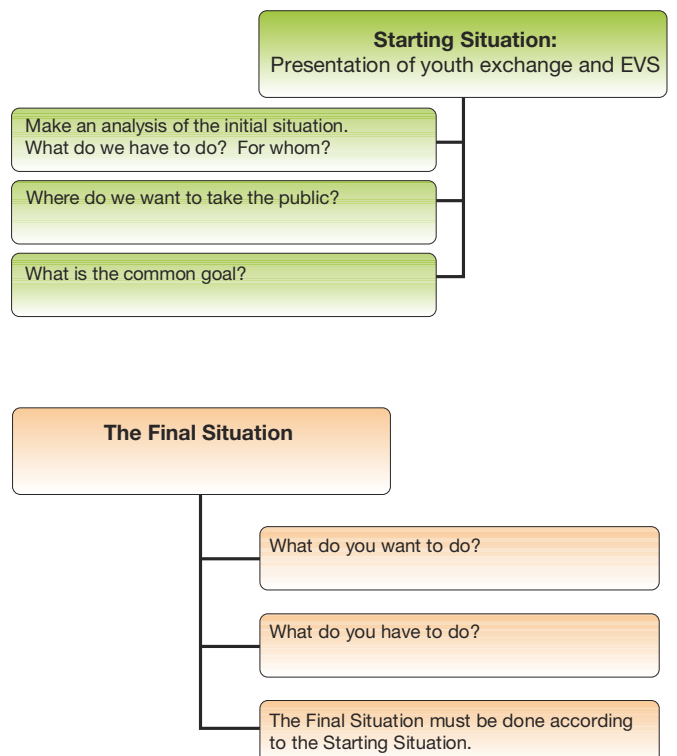 Starting Situation:
Presentation of youth exchange and EVS
Make an analysis of the initial situation.
What do we have to do? For whom?
Where do we want to take the public?
What is the common goal?
The Final Situation
What do you want to do?
What do you have to do?
The Final Situation must be done according
to the Starting Situation.